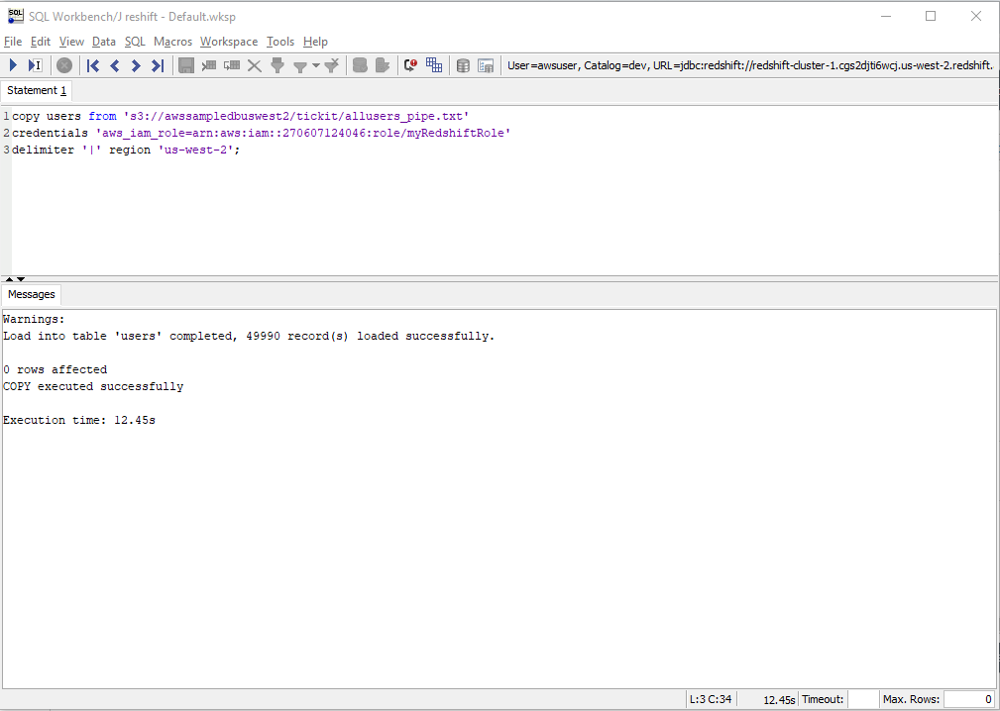 SQL Workbench/J reshift - Default.wksp
File Edit View Data SQL Macros Workspace Tools Help
User=awsuser, Catalog=dev, URL=jdbc:redshift://redshift-cluster-1.cgs2djti6wcj.us-west-2.redshift.
Statement 1
1 copy users from 's3://awssampledbuswest2/tickit/allusers_pipe.txt'
2 credentials 'aws_iam_role=arn:aws:iam::270607124046:role/myRedshiftRole'
3 delimiter '|' region 'us-west-2';
Messages
Warnings:
Load into table 'users' completed, 49990 record(s) loaded successfully.
0 rows affected
COPY executed successfully
Execution time: 12.45s
L:3 C:34 12.45s Timeout: Max. Rows: 0